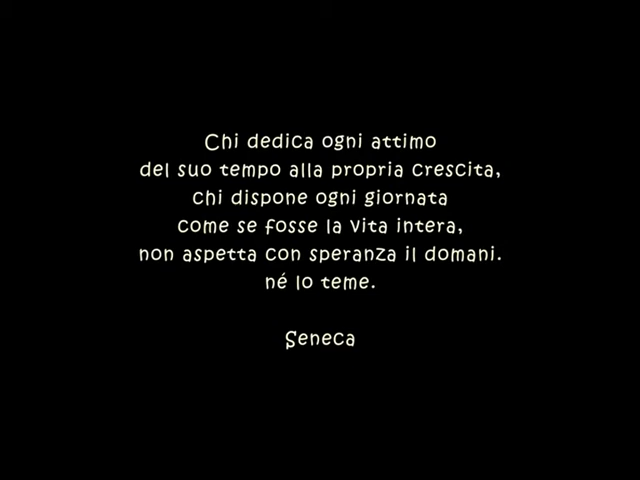 Chi dedica ogni attimo
del suo tempo alla propria crescita,
chi dispone ogni giornata
come se fosse la vita intera,
non aspetta con speranza il domani.
né lo teme.
Seneca